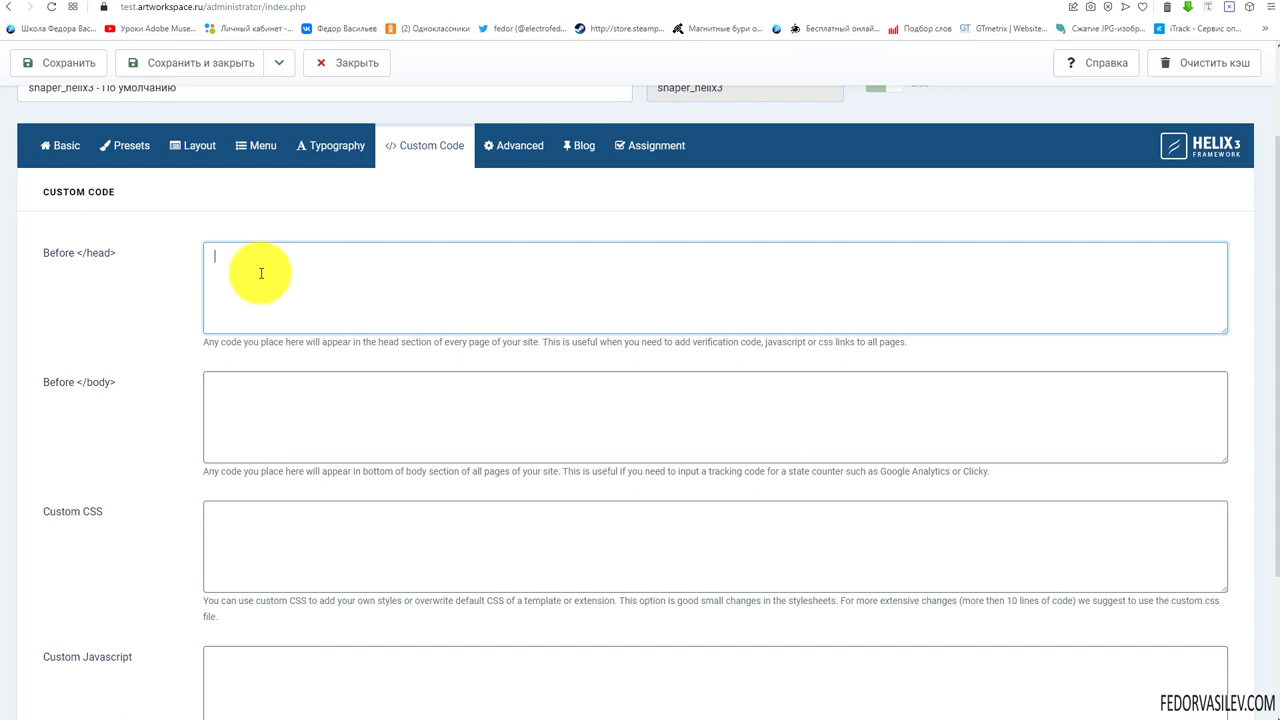 test.artworkspace.ru/administrator/index.php
Школа Федора Вас... Уроки Adobe Muse... Личный кабинет -... Федор Васильев (2) Одноклассники fedor (@electrofed... http://store.steamp... Магнитные бури о... Бесплатный онлай... Подбор слов GTmetrix | Website... Сжатие JPG-изобр... iTrack - Сервис оп... »
Сохранить Сохранить и закрыть Закрыть Справка Очистить кэш
shaper_helix3 - По умолчанию shaper_helix3
Basic Presets Layout Menu Typography </> Custom Code Advanced Blog Assignment HELIX3
FRAMEWORK
CUSTOM CODE
Before </head>
Any code you place here will appear in the head section of every page of your site. This is useful when you need to add verification code, javascript or css links to all pages.
Before </body>
Any code you place here will appear in bottom of body section of all pages of your site. This is useful if you need to input a tracking code for a state counter such as Google Analytics or Clicky.
Custom CSS
You can use custom CSS to add your own styles or overwrite default CSS of a template or extension. This option is good small changes in the stylesheets. For more extensive changes (more then 10 lines of code) we suggest to use the custom.css
file.
Custom Javascript
FEDORVASILEV.COM